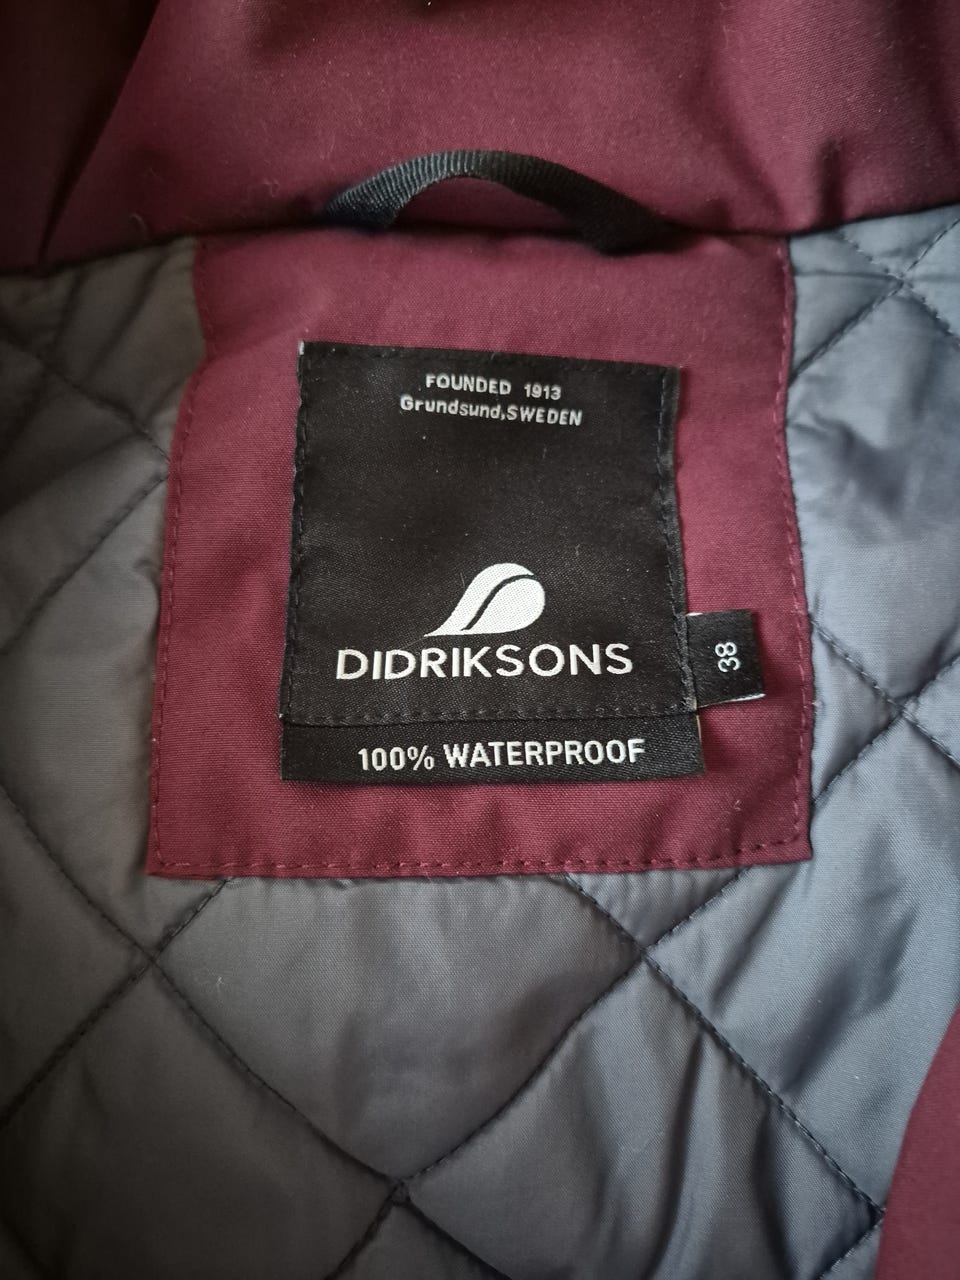 FOUNDED 1913
Grundsund,SWEDEN
DIDRIKSONS
38
100% WATERPROOF